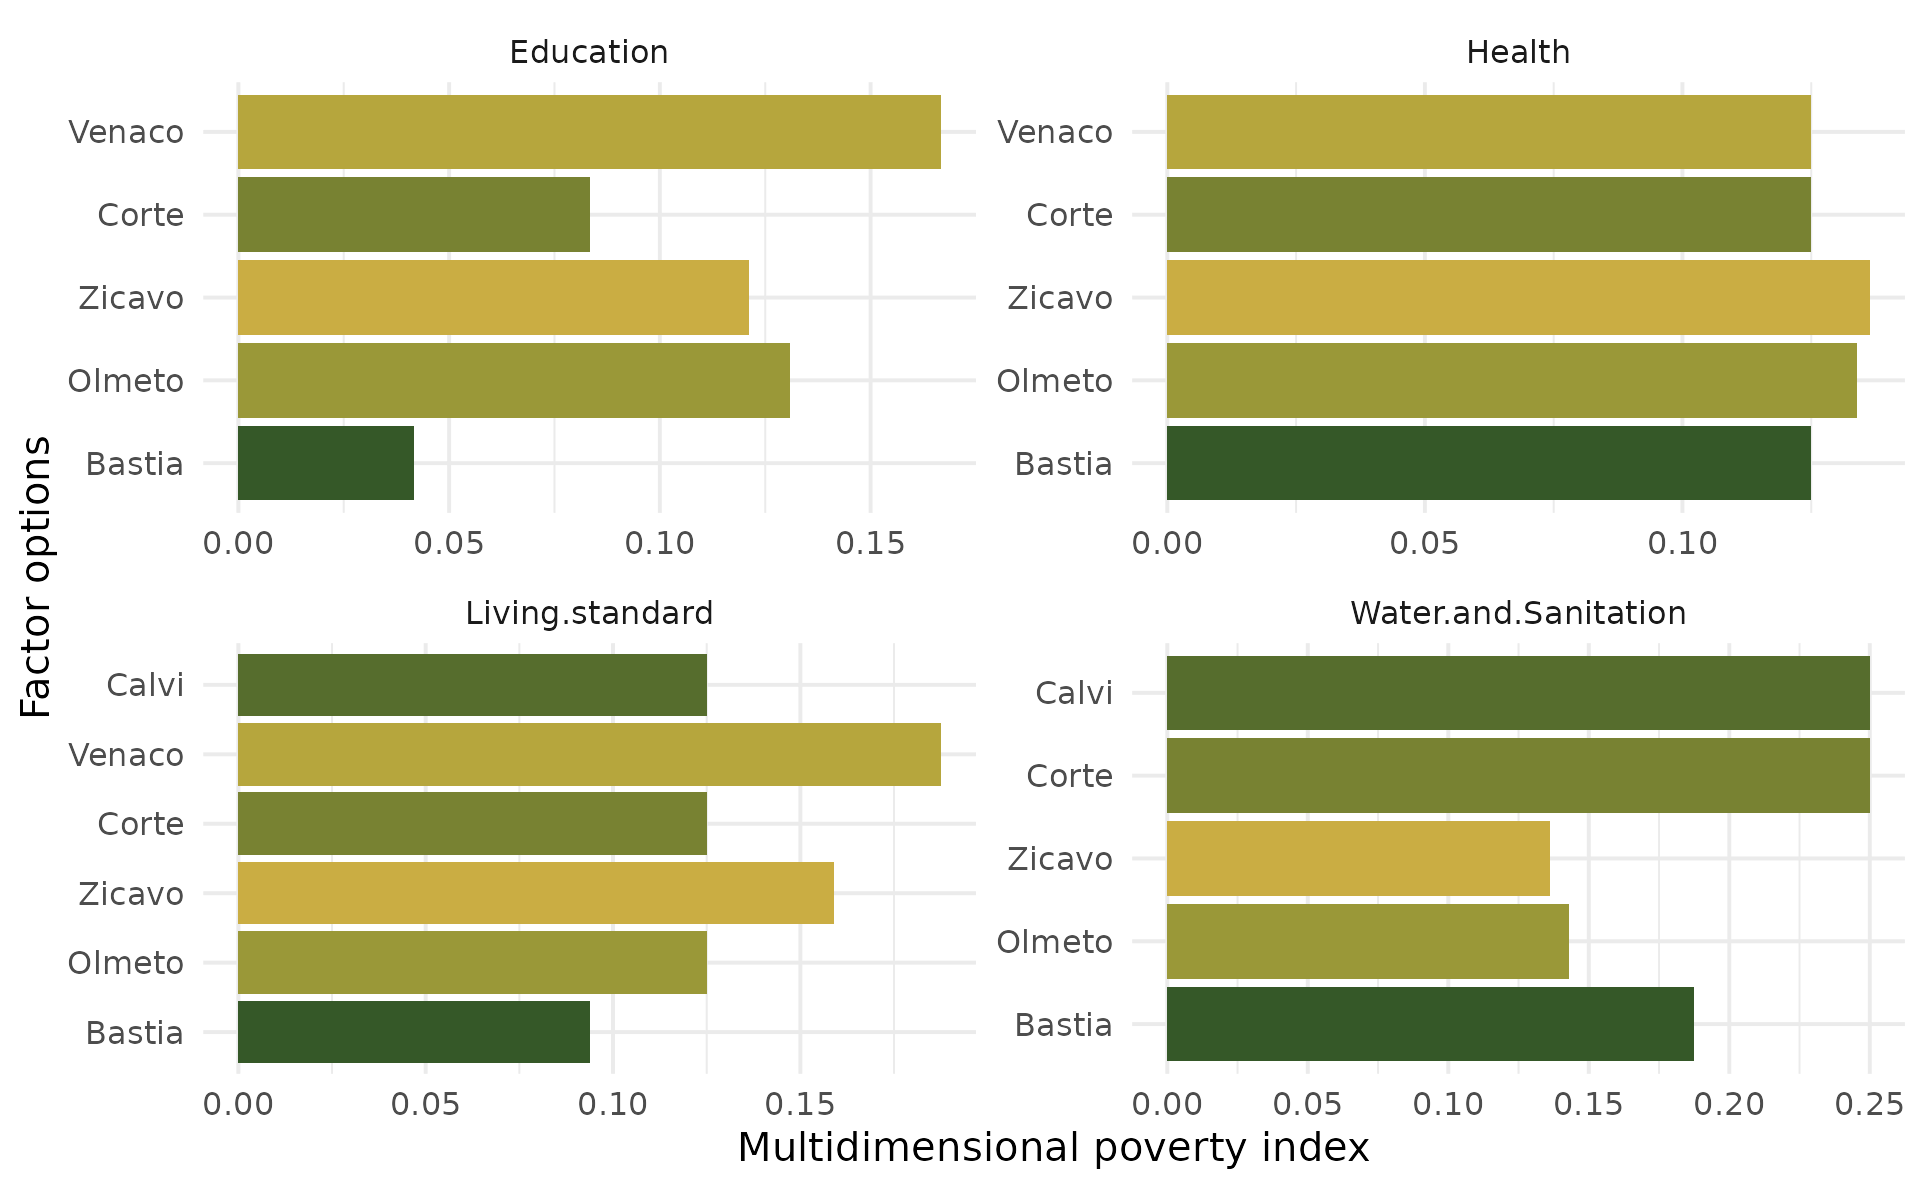 Education
Venaco
Corte
Zicavo
Olmeto
Bastia
0.00 0.05 0.10 0.15
Health
Venaco
Corte
Zicavo
Olmeto
Bastia
0.00 0.05 0.10
Living.standard
Calvi
Venaco
Corte
Zicavo
Olmeto
Bastia
0.00 0.05 0.10 0.15
Water.and.Sanitation
Calvi
Corte
Zicavo
Olmeto
Bastia
0.00 0.05 0.10 0.15 0.20 0.25
Factor options
Multidimensional poverty index